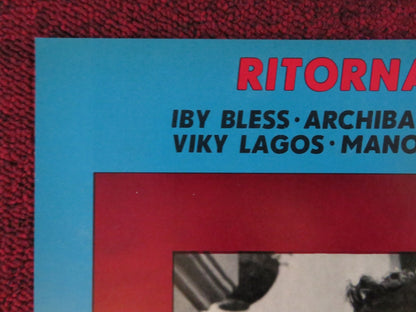 RITORNA
IBY BLESS · ARCHIBA
VIKY LAGOS · MANO